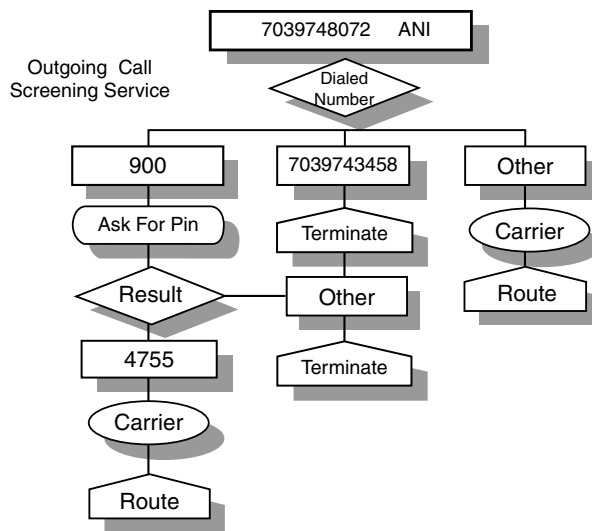 7039748072 ANI
Outgoing Call
Screening Service
Dialed
Number
900
7039743458
Other
Ask For Pin
Terminate
Carrier
Result
Other
Route
4755
Terminate
Carrier
Route